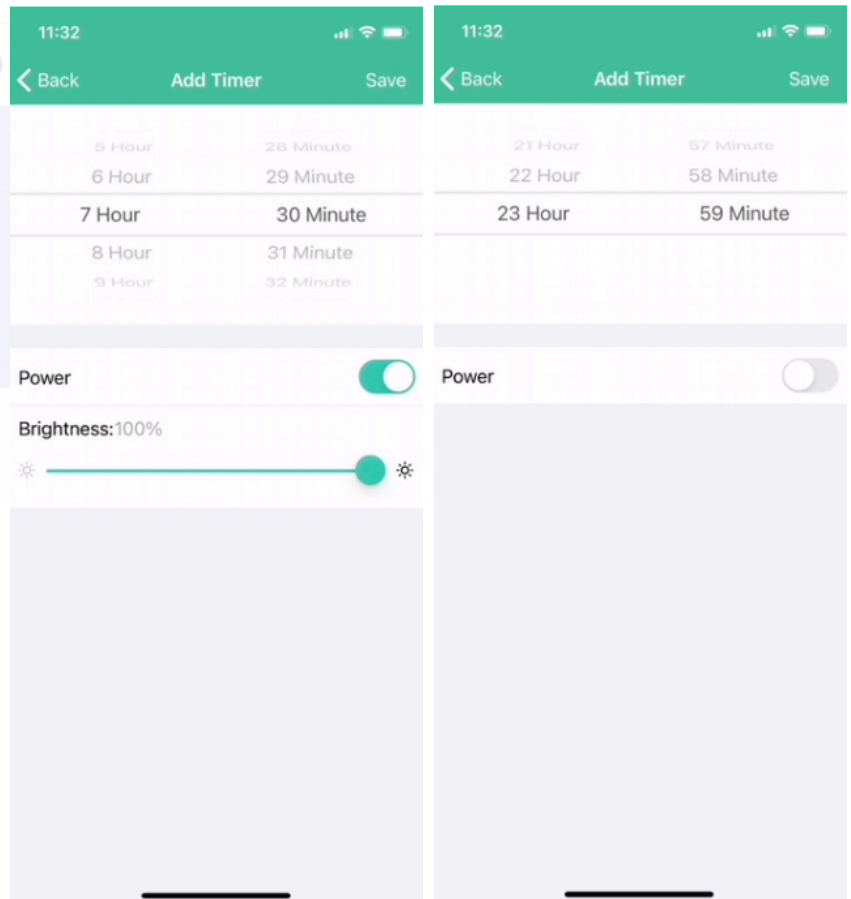 11:32
Back Add Timer Save
5 Hour 28 Minute
6 Hour 29 Minute
7 Hour 30 Minute
8 Hour 31 Minute
9 Hour 32 Minute
Power
Brightness:100%
11:32
Back Add Timer Save
21 Hour 57 Minute
22 Hour 58 Minute
23 Hour 59 Minute
Power